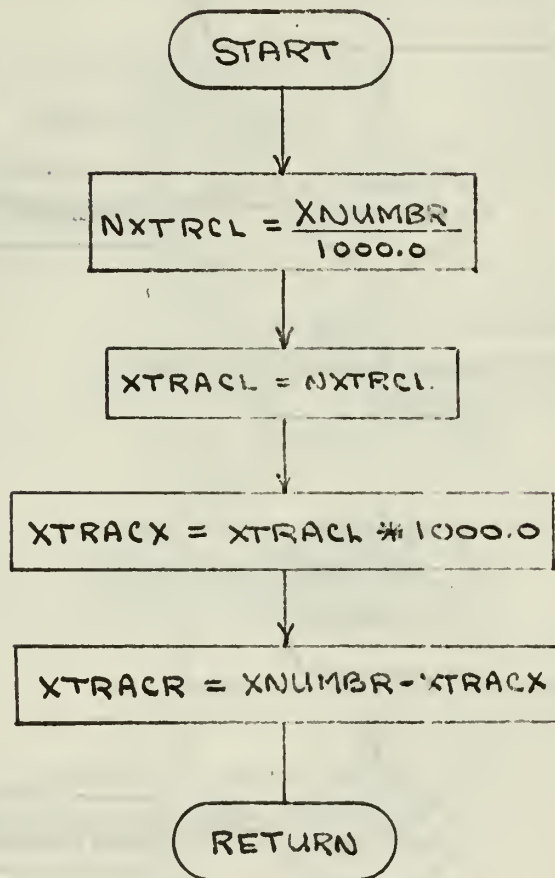 START
NXTRCL = XNUMBR
1000.0
XTRACL = NXTRCL
XTRACX = XTRACL * 1000.0
XTRACR = XNUMBR - XTRACX
RETURN